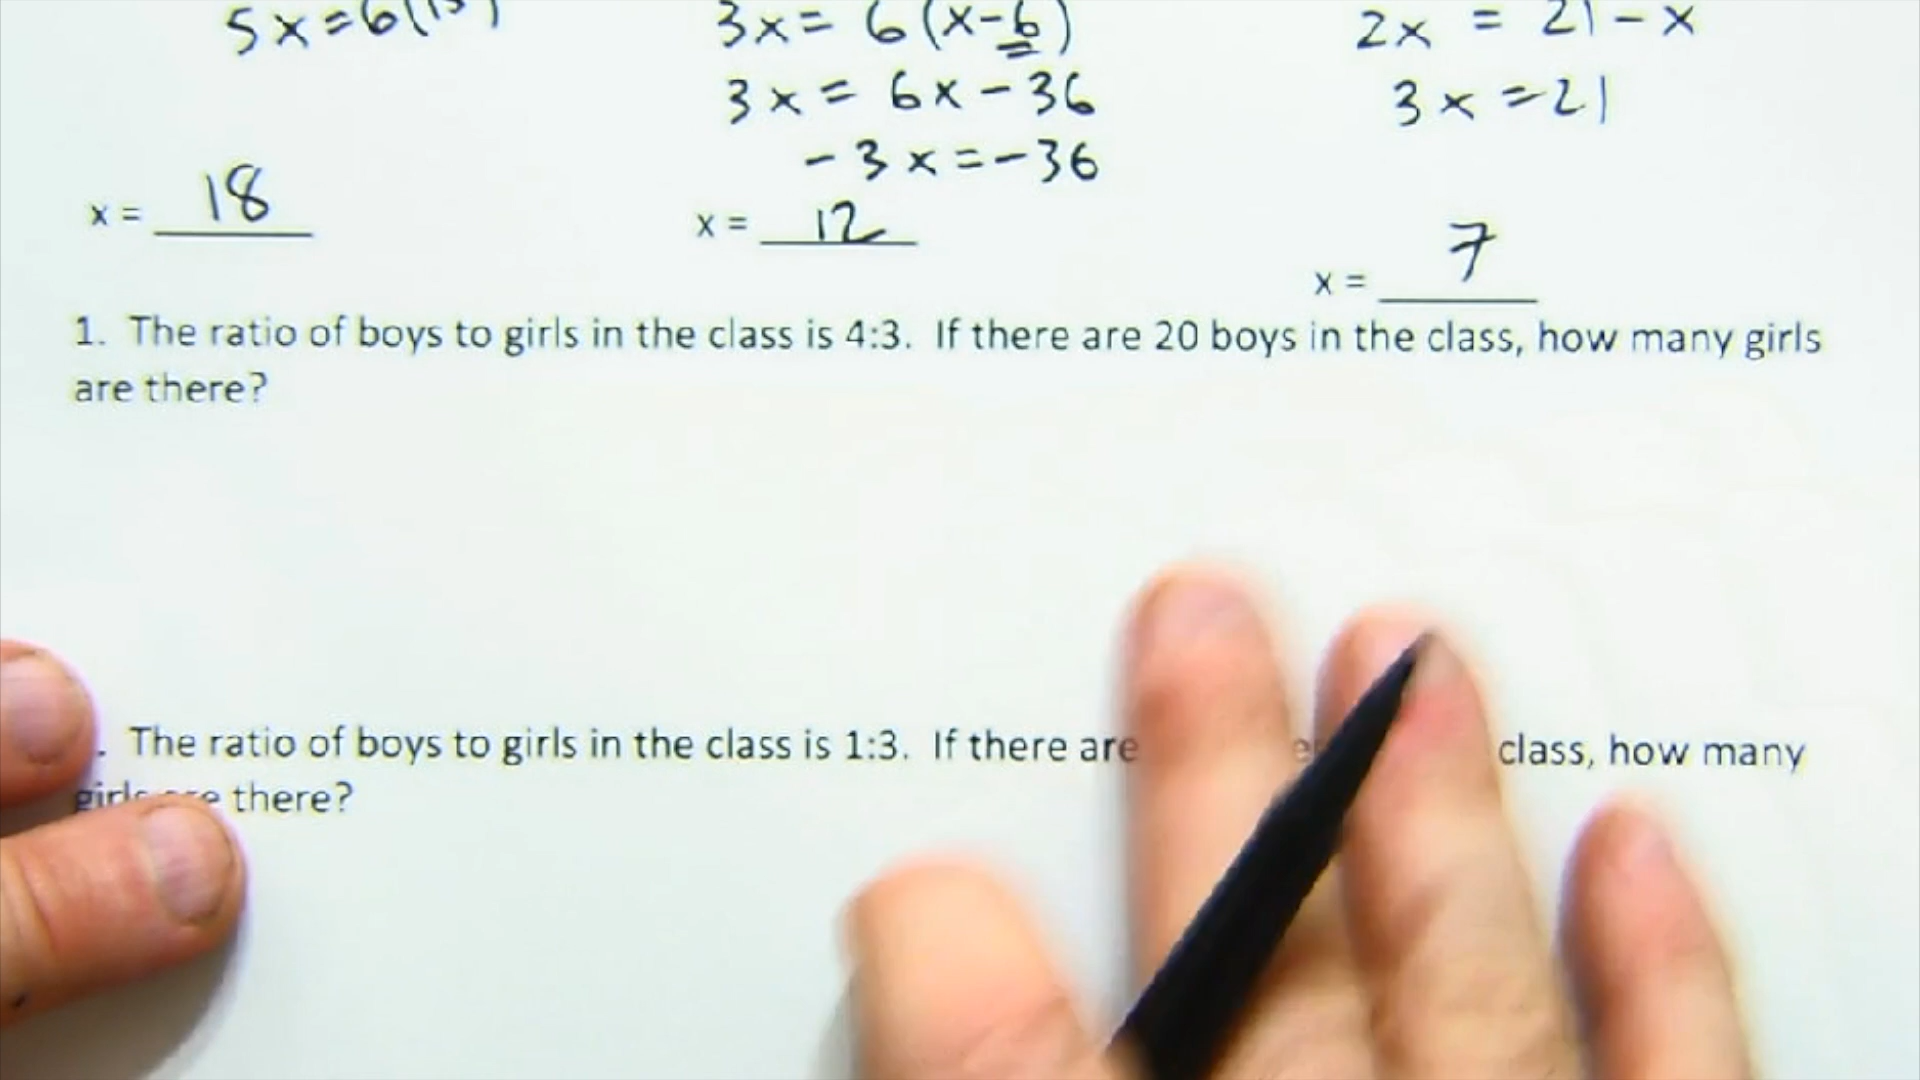 5x=6(15)
3x= 6(x-6)
2x = 21-x
3x= 6x-36
3x=21
-3x=-36
x= 18
x= 12
x= 7
1. The ratio of boys to girls in the class is 4:3. If there are 20 boys in the class, how many girls
are there?
. The ratio of boys to girls in the class is 1:3. If there are class, how many
girls are there?